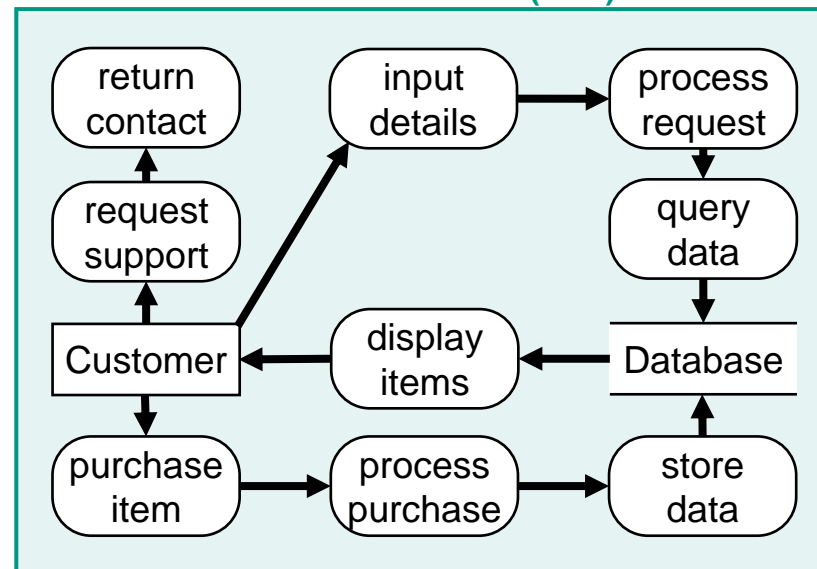 return
contact
input
details
process
request
request
support
query
data
Customer
display
items
Database
purchase
item
process
purchase
store
data